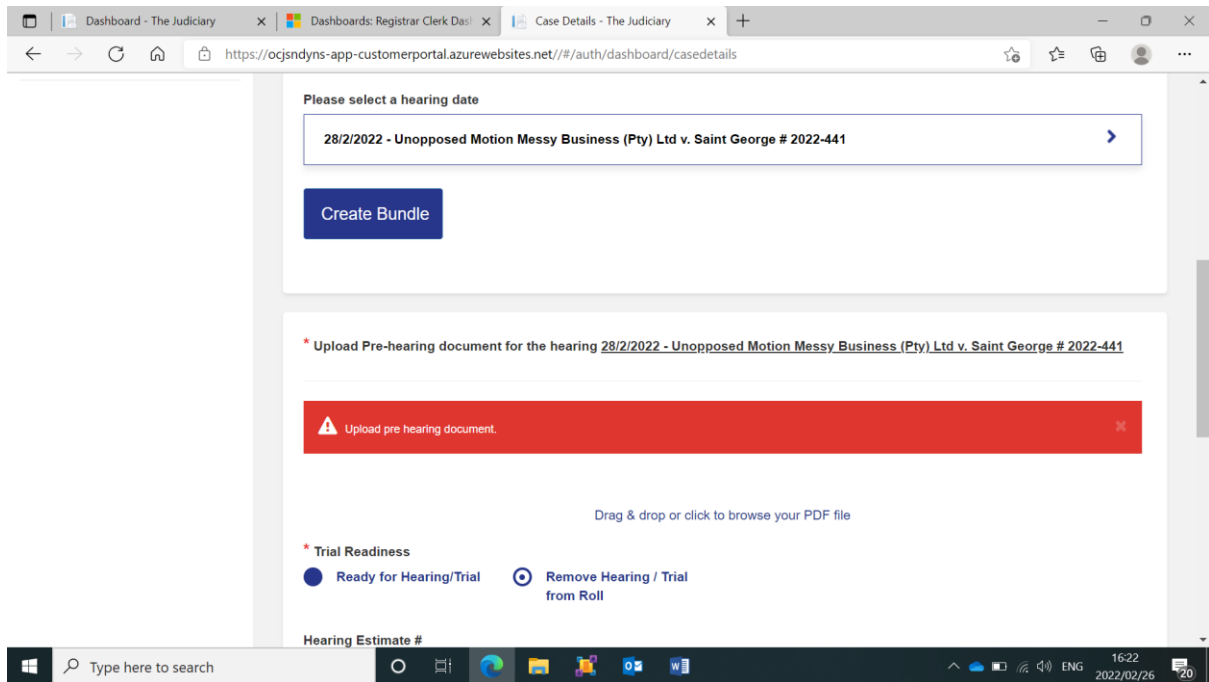 Dashboard - The Judiciary
Dashboards: Registrar Clerk Dash
Case Details - The Judiciary
https://ocjsndyns-app-customerportal.azurewebsites.net//#/auth/dashboard/casedetails
Please select a hearing date
28/2/2022 - Unopposed Motion Messy Business (Pty) Ltd v. Saint George # 2022-441
Create Bundle
* Upload Pre-hearing document for the hearing 28/2/2022 - Unopposed Motion Messy Business (Pty) Ltd v. Saint George # 2022-441
Upload pre hearing document.
Drag & drop or click to browse your PDF file
* Trial Readiness
Ready for Hearing/Trial
Remove Hearing / Trial
from Roll
Hearing Estimate #
Type here to search
ENG
16:22
2022/02/26
20